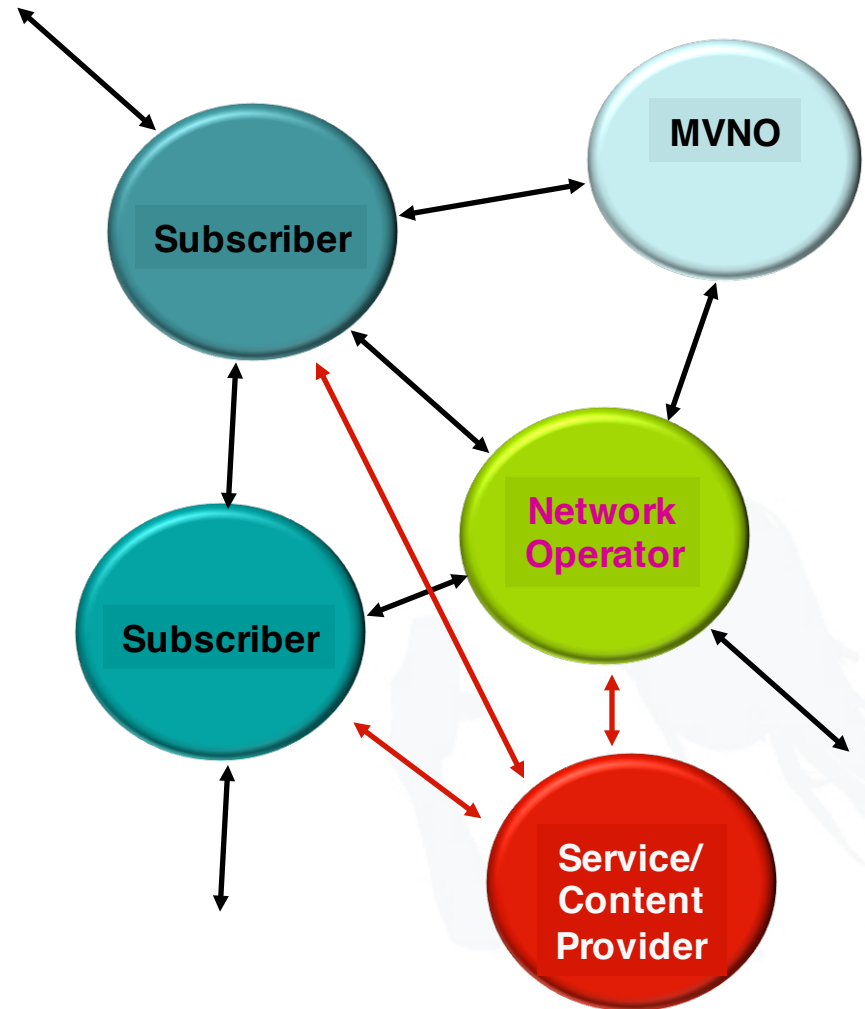 MVNO
Subscriber
Network
Operator
Subscriber
Service/
Content
Provider